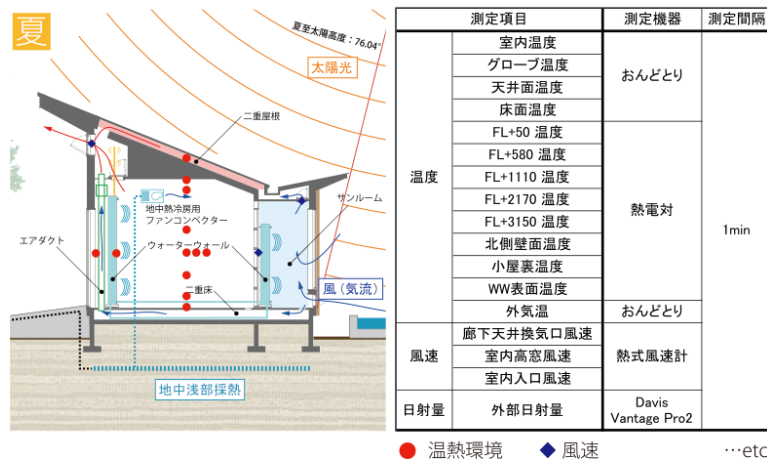 夏
夏至太陽高度：76.04°
太陽光
二重屋根
地中熱冷房用
ファンコンベクター
サンルーム
エアダクト
ウォーターウォール
風（気流）
二重床
地中浅部採熱
測定項目 測定機器 測定間隔
温度 室内温度 おんどとり 1min
グローブ温度
天井面温度
床面温度
FL+50 温度 熱電対
FL+580 温度
FL+1110 温度
FL+2170 温度
FL+3150 温度
北側壁面温度
小屋裏温度
WW表面温度
外気温 おんどとり
風速 廊下天井換気口風速 熱式風速計
室内高窓風速
室内入口風速
日射量 外部日射量 Davis
Vantage Pro2
温熱環境 風速 …etc